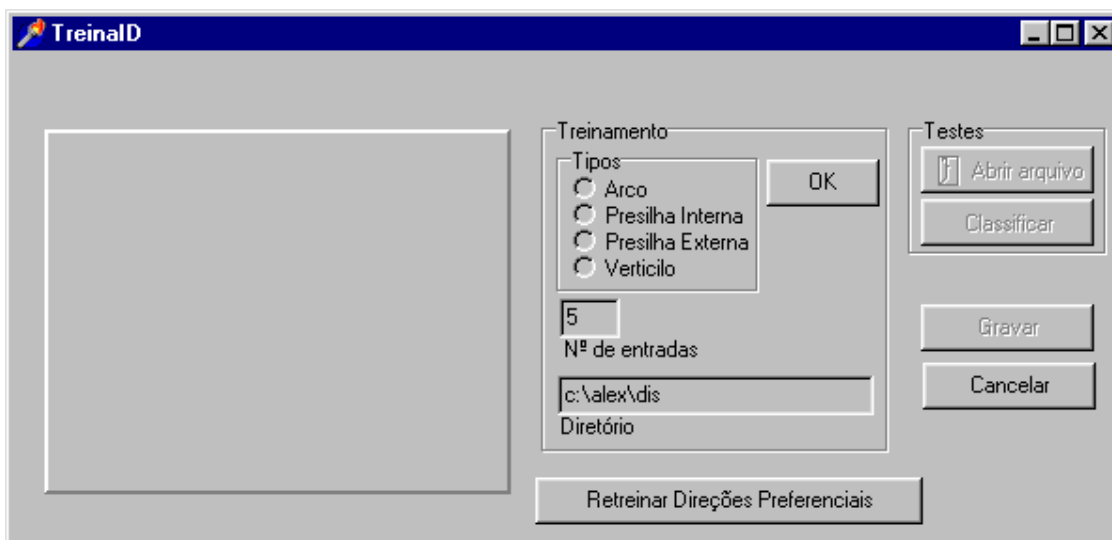 TreinaID
Treinamento
Tipos
Arco
Presilha Interna
Presilha Externa
Verticilo
OK
5
Nº de entradas
c:\alex\dis
Diretório
Retreinar Direções Preferenciais
Testes
Abrir arquivo
Classificar
Gravar
Cancelar